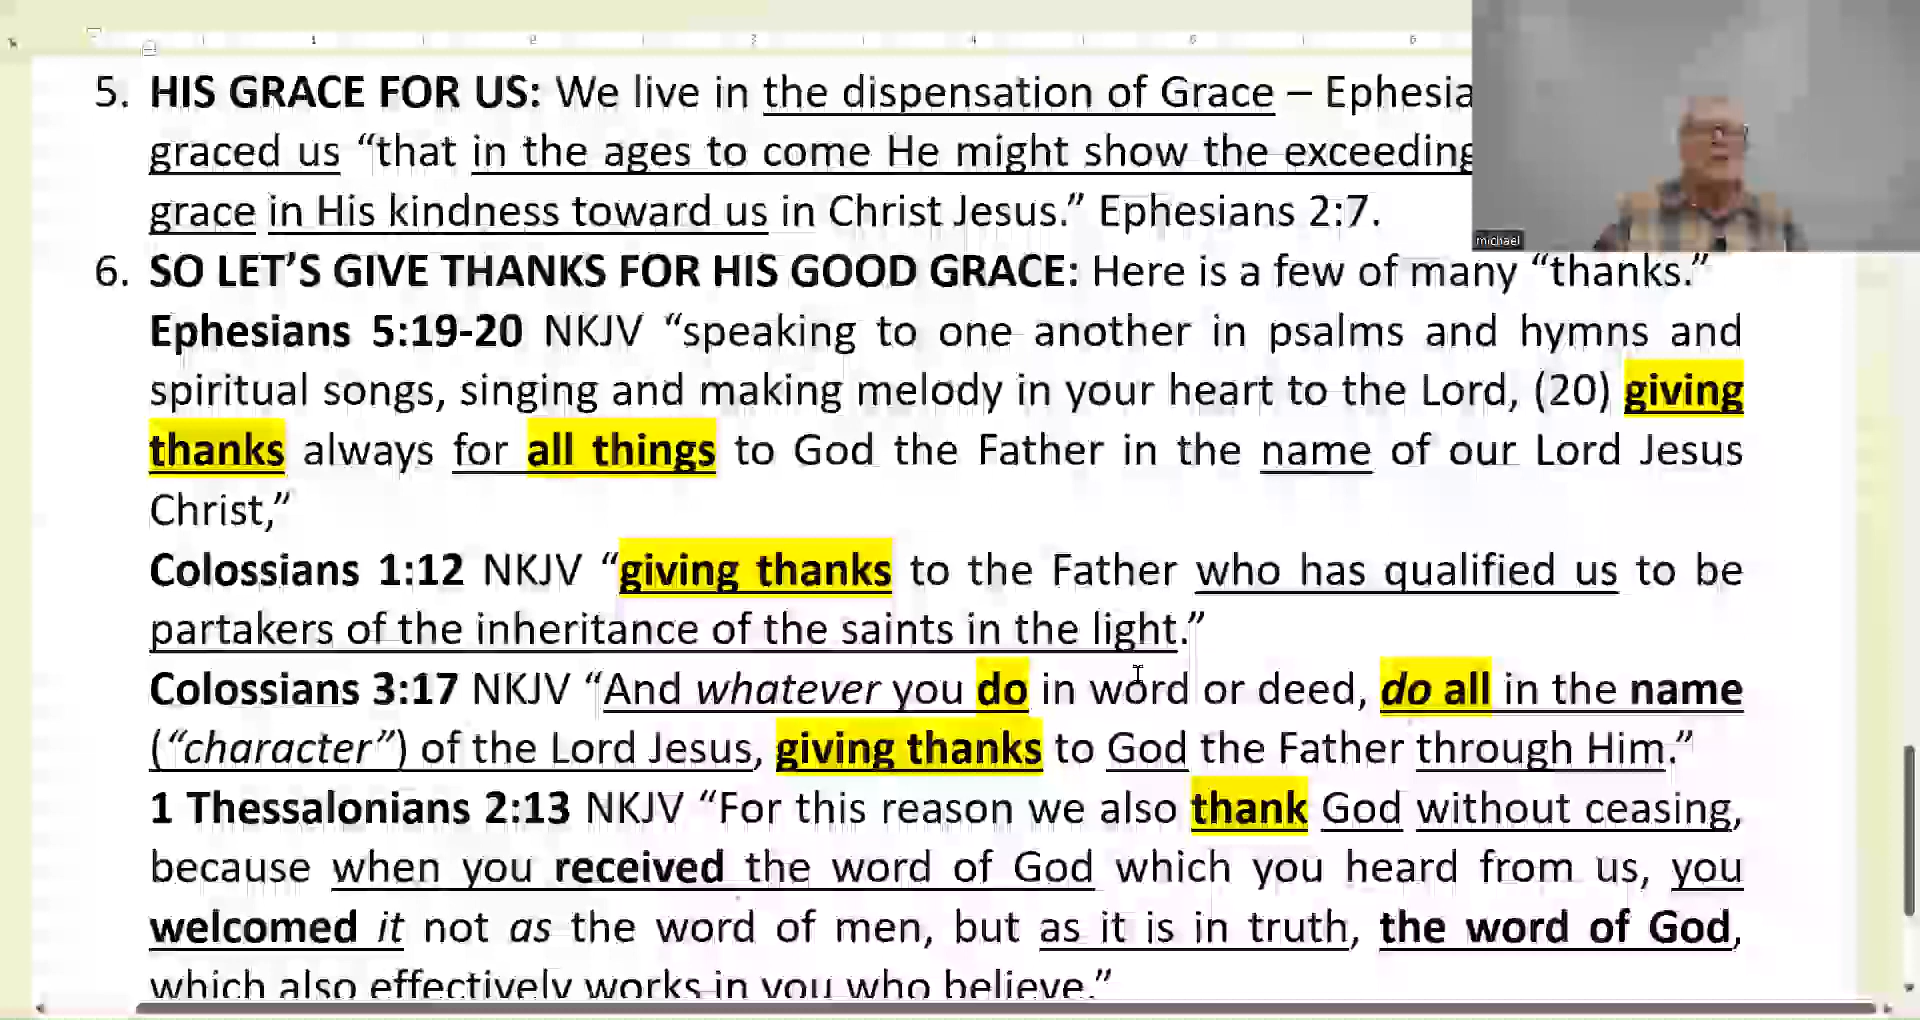 5. HIS GRACE FOR US: We live in the dispensation of Grace – Ephesia
graced us “that in the ages to come He might show the exceeding
grace in His kindness toward us in Christ Jesus.” Ephesians 2:7.
michael
6. SO LET’S GIVE THANKS FOR HIS GOOD GRACE: Here is a few of many “thanks.”
Ephesians 5:19-20 NKJV “speaking to one another in psalms and hymns and
spiritual songs, singing and making melody in your heart to the Lord, (20) giving
thanks always for all things to God the Father in the name of our Lord Jesus
Christ,”
Colossians 1:12 NKJV “giving thanks to the Father who has qualified us to be
partakers of the inheritance of the saints in the light.”
Colossians 3:17 NKJV “And whatever you do in word or deed, do all in the name
(“character”) of the Lord Jesus, giving thanks to God the Father through Him.”
1 Thessalonians 2:13 NKJV “For this reason we also thank God without ceasing,
because when you received the word of God which you heard from us, you
welcomed it not as the word of men, but as it is in truth, the word of God,
which also effectively works in you who believe.”